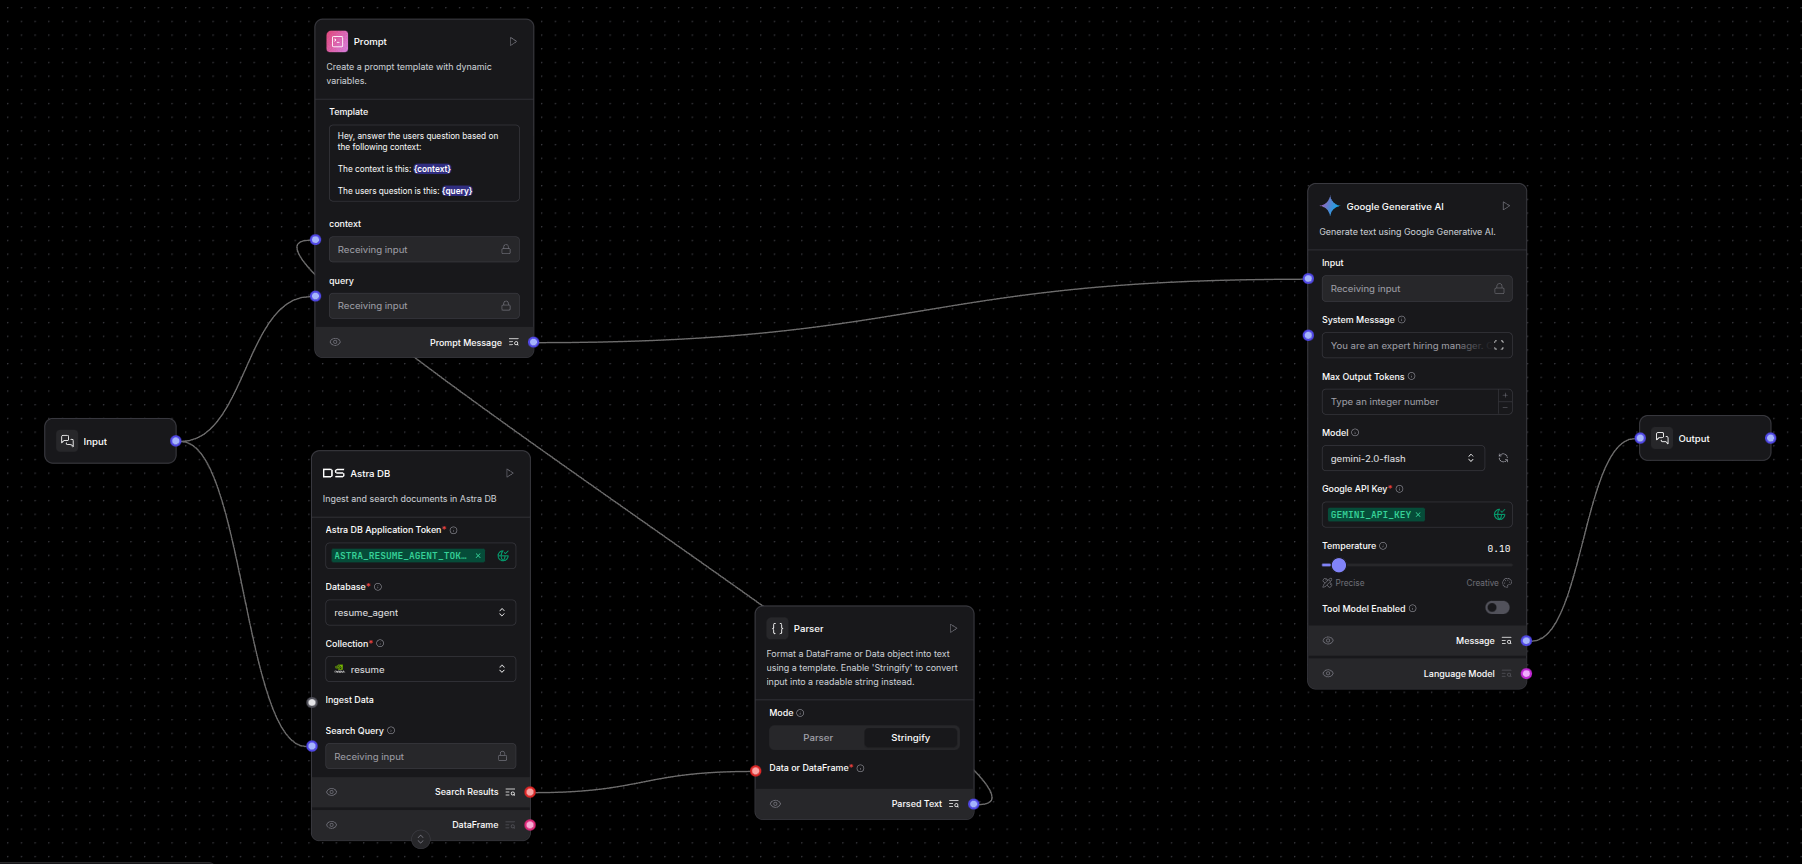 Prompt
Create a prompt template with dynamic
variables.
Template
Hey, answer the users question based on
the following context:
The context is this: {context}
The users question is this: {query}
context
Receiving input
query
Receiving input
Prompt Message
Input
DS Astra DB
Ingest and search documents in Astra DB
Astra DB Application Token*
ASTRA_RESUME_AGENT_TOK…
Database*
resume_agent
Collection*
resume
Ingest Data
Search Query
Receiving input
Search Results
DataFrame
Parser
Format a DataFrame or Data object into text
using a template. Enable 'Stringify' to convert
input into a readable string instead.
Mode
Parser Stringify
Data or DataFrame*
Parsed Text
Google Generative AI
Generate text using Google Generative AI.
Input
Receiving input
System Message
You are an expert hiring manager.
Max Output Tokens
Type an integer number
Model
gemini-2.0-flash
Google API Key*
GEMINI_API_KEY
Temperature 0.10
Precise Creative
Tool Model Enabled
Message
Language Model
Output